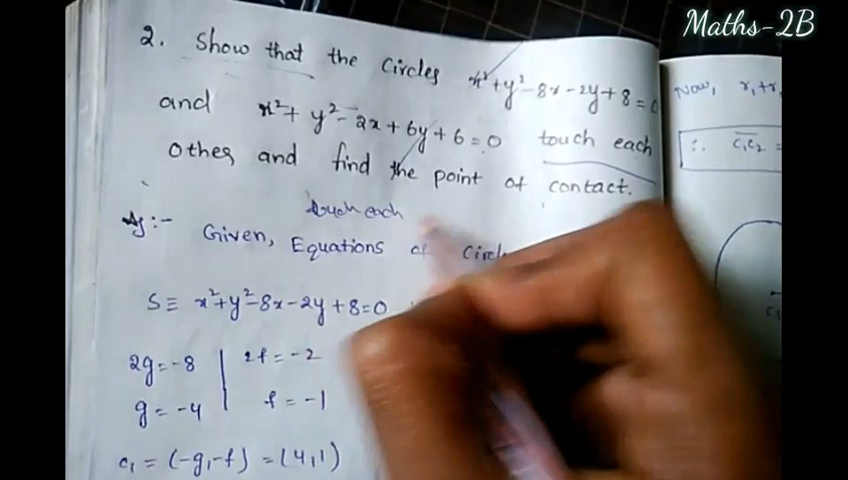 Maths-2B
2. Show that the Circles x²+y²-8x-2y+8=0
and x²+y²-2x+6y+6=0 touch each
other and find the point of contact.
touch each
Ans:- Given, Equations of Circle
S≡ x²+y²-8x-2y+8=0
2g=-8 | 2f=-2
g=-4 | f=-1
C₁=(-g,-f)=(4,1)
Now, r₁+r
∴ C₁C₂ =
C₁